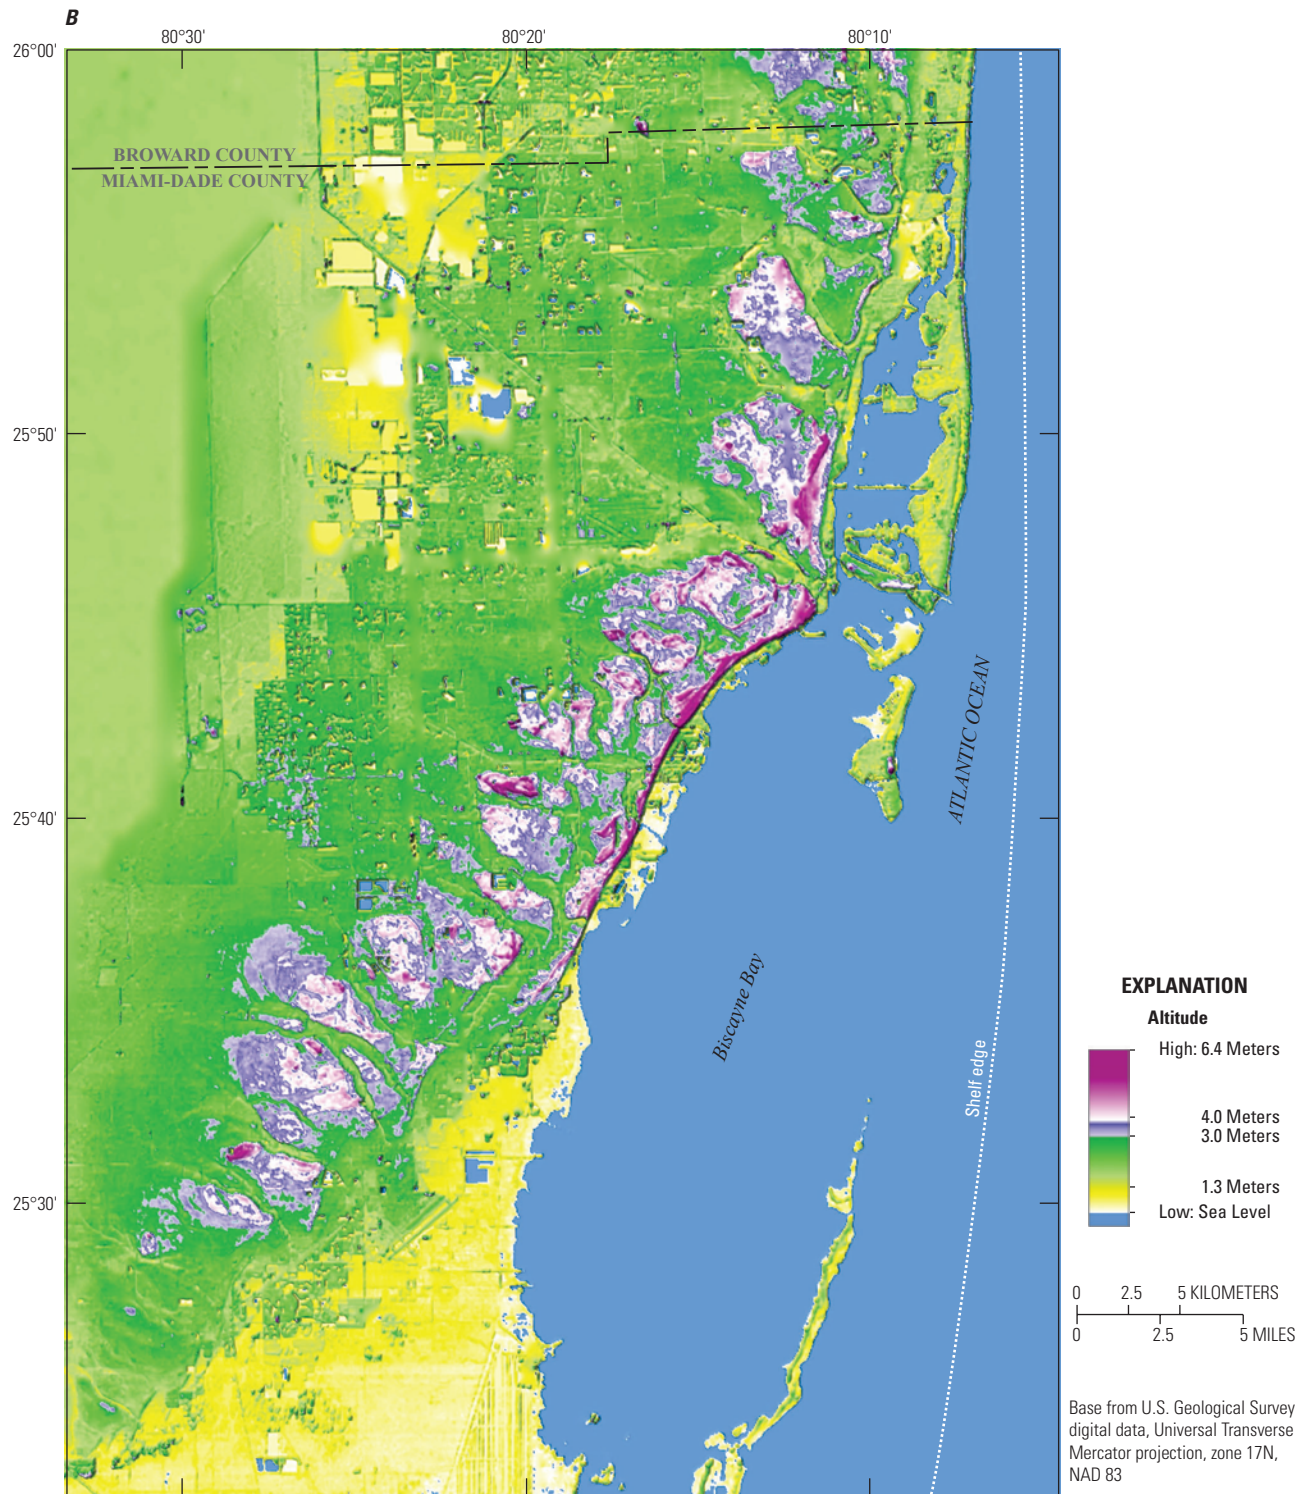 B
80°30'
80°20'
80°10'
26°00'
BROWARD COUNTY
MIAMI-DADE COUNTY
25°50'
ATLANTIC OCEAN
25°40'
Biscayne Bay
Shelf edge
25°30'
EXPLANATION
Altitude
High: 6.4 Meters
4.0 Meters
3.0 Meters
1.3 Meters
Low: Sea Level
0 2.5 5 KILOMETERS
0 2.5 5 MILES
Base from U.S. Geological Survey
digital data, Universal Transverse
Mercator projection, zone 17N,
NAD 83